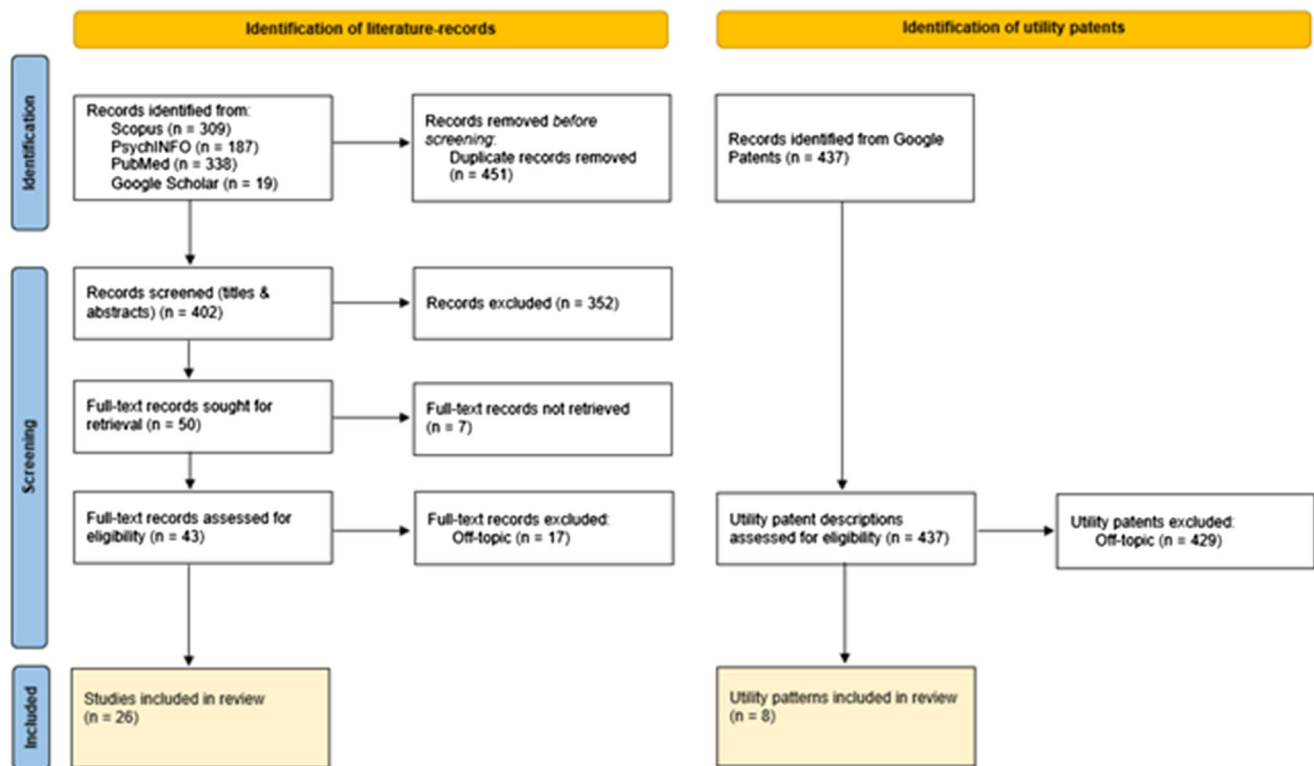 Identification of literature-records
Identification of utility patents
Identification
Records identified from:
Scopus (n = 309)
PsychINFO (n = 187)
PubMed (n = 338)
Google Scholar (n = 19)
Records removed before
screening:
Duplicate records removed
(n = 451)
Records identified from Google
Patents (n = 437)
Screening
Records screened (titles &
abstracts) (n = 402)
Records excluded (n = 352)
Full-text records sought for
retrieval (n = 50)
Full-text records not retrieved
(n = 7)
Full-text records assessed for
eligibility (n = 43)
Full-text records excluded:
Off-topic (n = 17)
Utility patent descriptions
assessed for eligibility (n = 437)
Utility patents excluded:
Off-topic (n = 429)
Included
Studies included in review
(n = 26)
Utility patterns included in review
(n = 8)